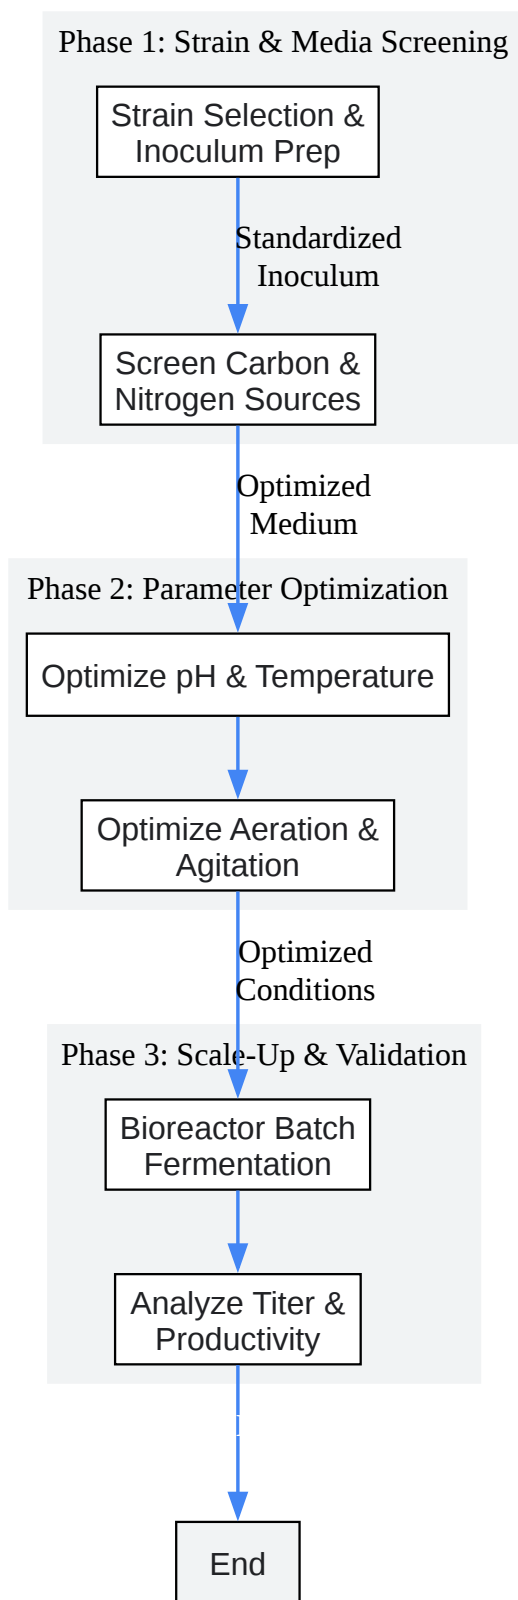 Phase 1: Strain & Media Screening
Strain Selection &
Inoculum Prep
Standardized
Inoculum
Screen Carbon &
Nitrogen Sources
Optimized
Medium
Phase 2: Parameter Optimization
Optimize pH & Temperature
Optimize Aeration &
Agitation
Optimized
Conditions
Phase 3: Scale-Up & Validation
Bioreactor Batch
Fermentation
Analyze Titer &
Productivity
End